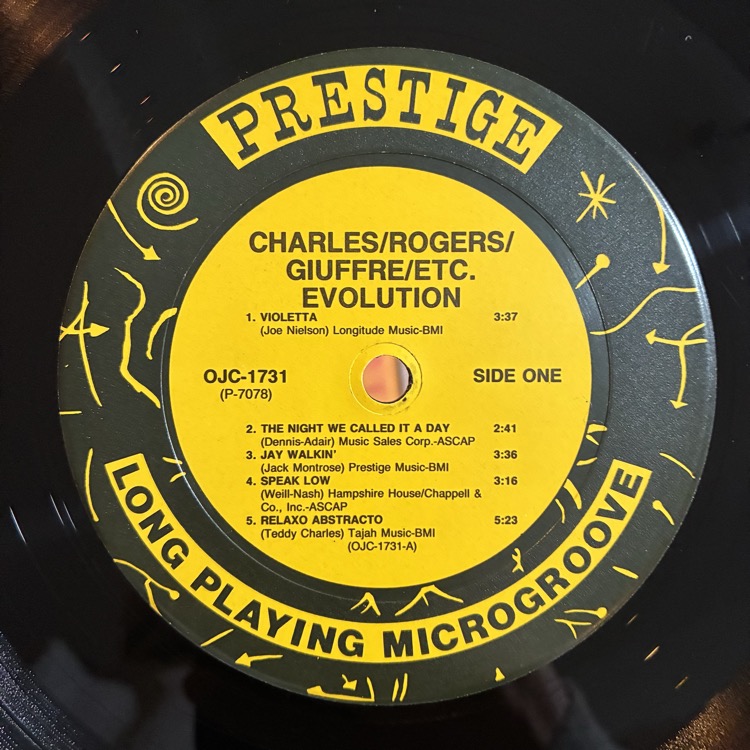 PRESTIGE
CHARLES/ROGERS/
GIUFFRE/ETC.
EVOLUTION
1. VIOLETTA 3:37
(Joe Nielson) Longitude Music-BMI
OJC-1731 SIDE ONE
(P-7078)
2. THE NIGHT WE CALLED IT A DAY 2:41
(Dennis-Adair) Music Sales Corp.-ASCAP
3. JAY WALKIN' 3:36
(Jack Montrose) Prestige Music-BMI
4. SPEAK LOW 3:16
(Weill-Nash) Hampshire House/Chappell &
Co., Inc.-ASCAP
5. RELAXO ABSTRACTO 5:23
(Teddy Charles) Tajah Music-BMI
(OJC-1731-A)
LONG PLAYING MICROGROOVE